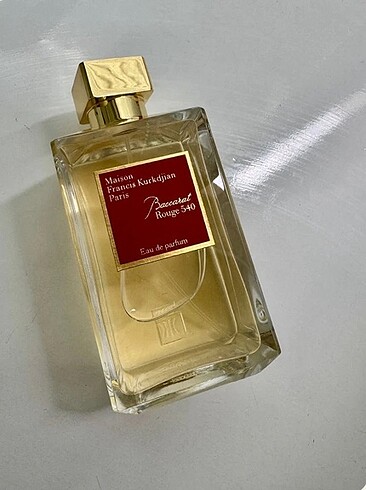 Maison
Francis Kurkdjian
Paris
Baccarat
Rouge 540
Eau de parfum